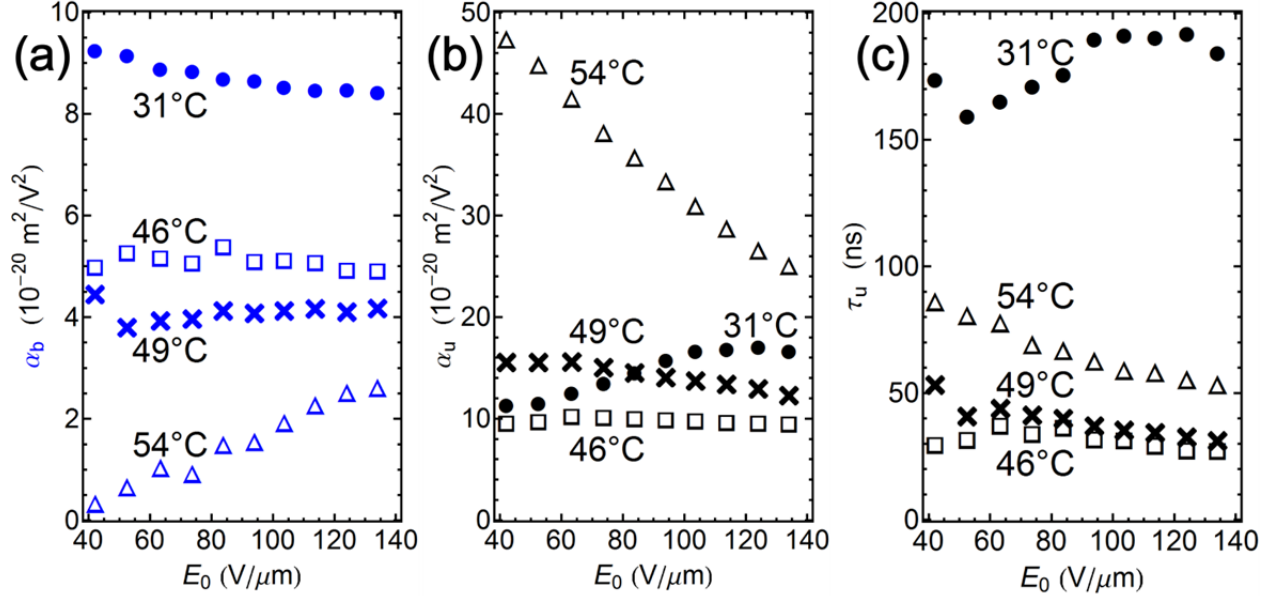 (a)
α_b (10⁻²⁰ m²/V²)
10
8
6
4
2
0
31°C
46°C
49°C
54°C
40 60 80 100 120 140
E₀ (V/μm)
(b)
α_u (10⁻²⁰ m²/V²)
50
40
30
20
10
0
54°C
49°C
31°C
46°C
40 60 80 100 120 140
E₀ (V/μm)
(c)
τ_u (ns)
200
150
100
50
0
31°C
54°C
49°C
46°C
40 60 80 100 120 140
E₀ (V/μm)